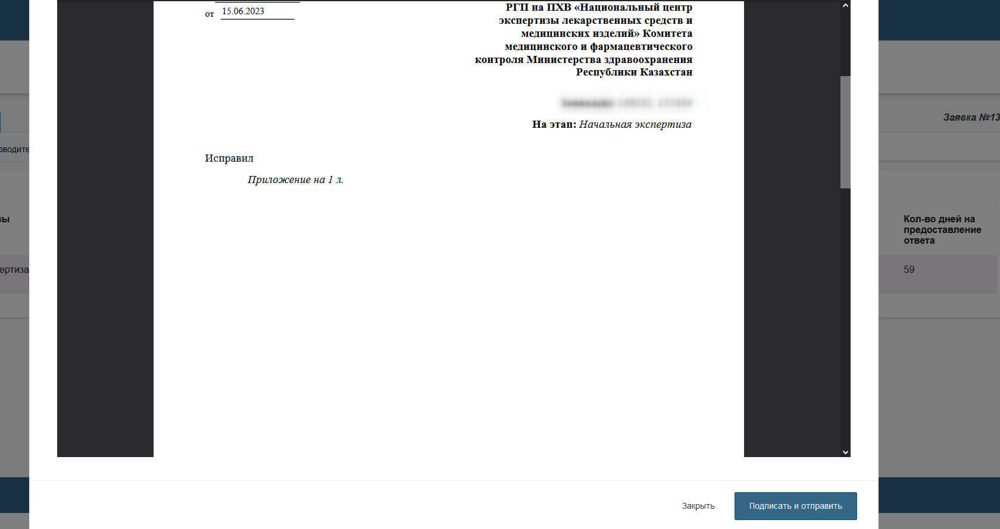 от 15.06.2023
РГП на ПХВ «Национальный центр
экспертизы лекарственных средств и
медицинских изделий» Комитета
медицинского и фармацевтического
контроля Министерства здравоохранения
Республики Казахстан
На этап: Начальная экспертиза
Исправил
Приложение на 1 л.
Заявка №13
зводите
вы
Кол-во дней на
предоставление
ответа
ертиза
59
Закрыть
Подписать и отправить